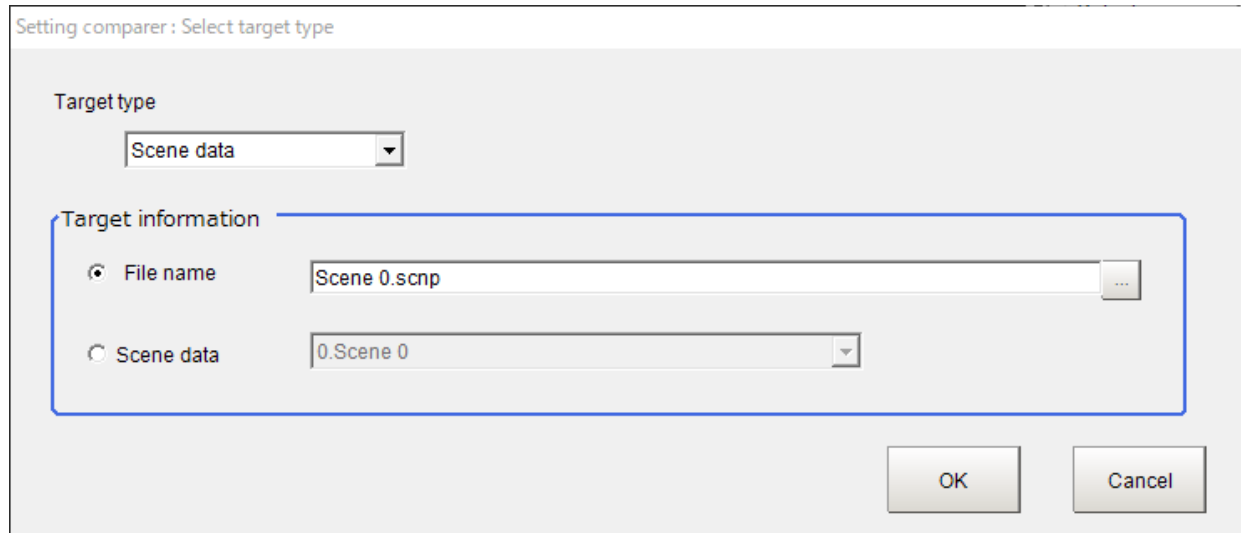 Setting comparer : Select target type
Target type
Scene data
Target information
File name
Scene 0.scnp
...
Scene data
0.Scene 0
OK
Cancel